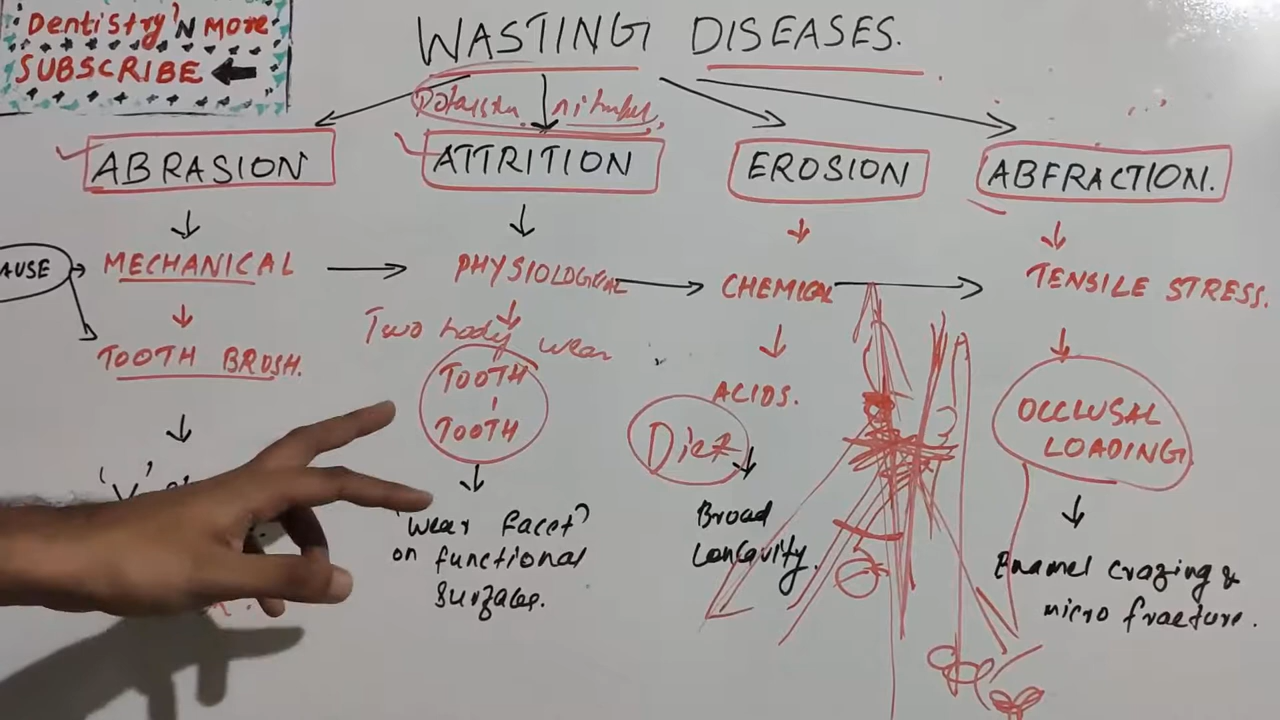 Dentistry'N More
SUBSCRIBE
WASTING DISEASES.
ABRASION
ATTRITION
EROSION
ABFRACTION.
AUSE
MECHANICAL
PHYSIOLOGICAL
CHEMICAL
TENSILE STRESS.
Two body wear
TOOTH BRUSH.
TOOTH
TOOTH
ACIDS.
Diet
OCCLUSAL
LOADING
'V'
"Wear facet"
on functional
surfaces.
Broad
Concavity.
Enamel crazing &
micro fracture.